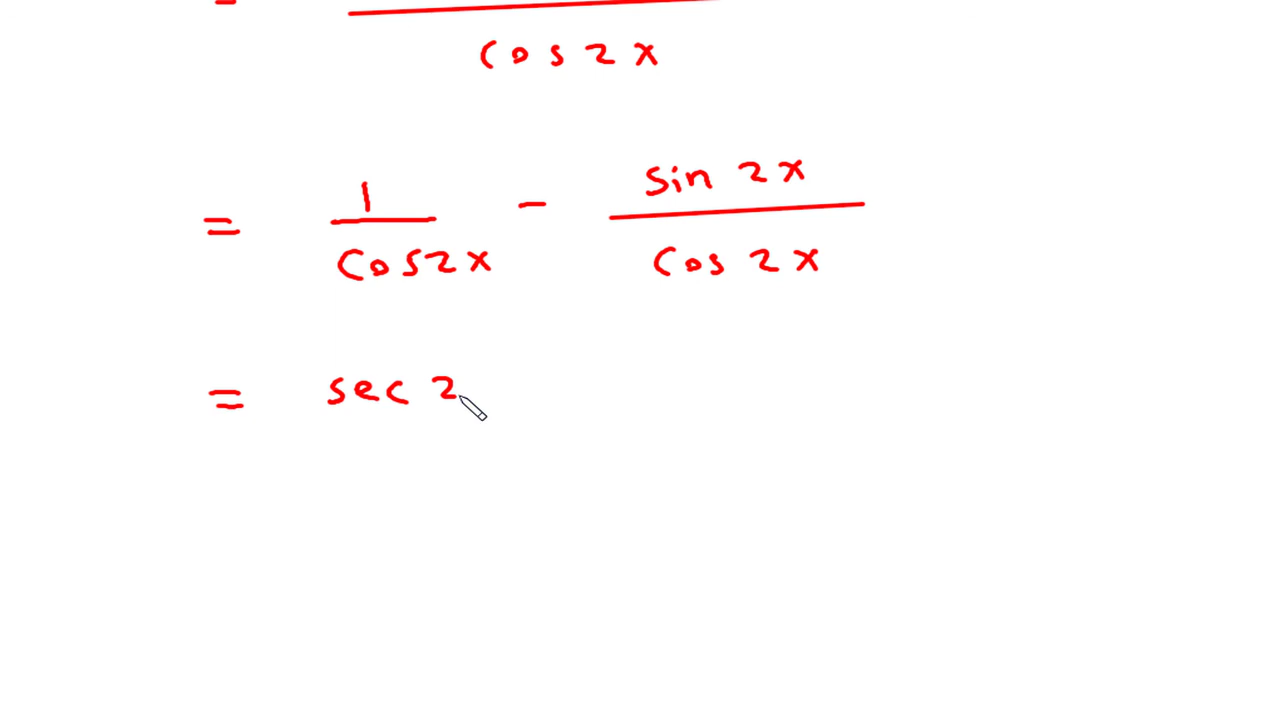 =
cos 2x
= 1/cos2x - sin 2x/cos 2x
= sec 2